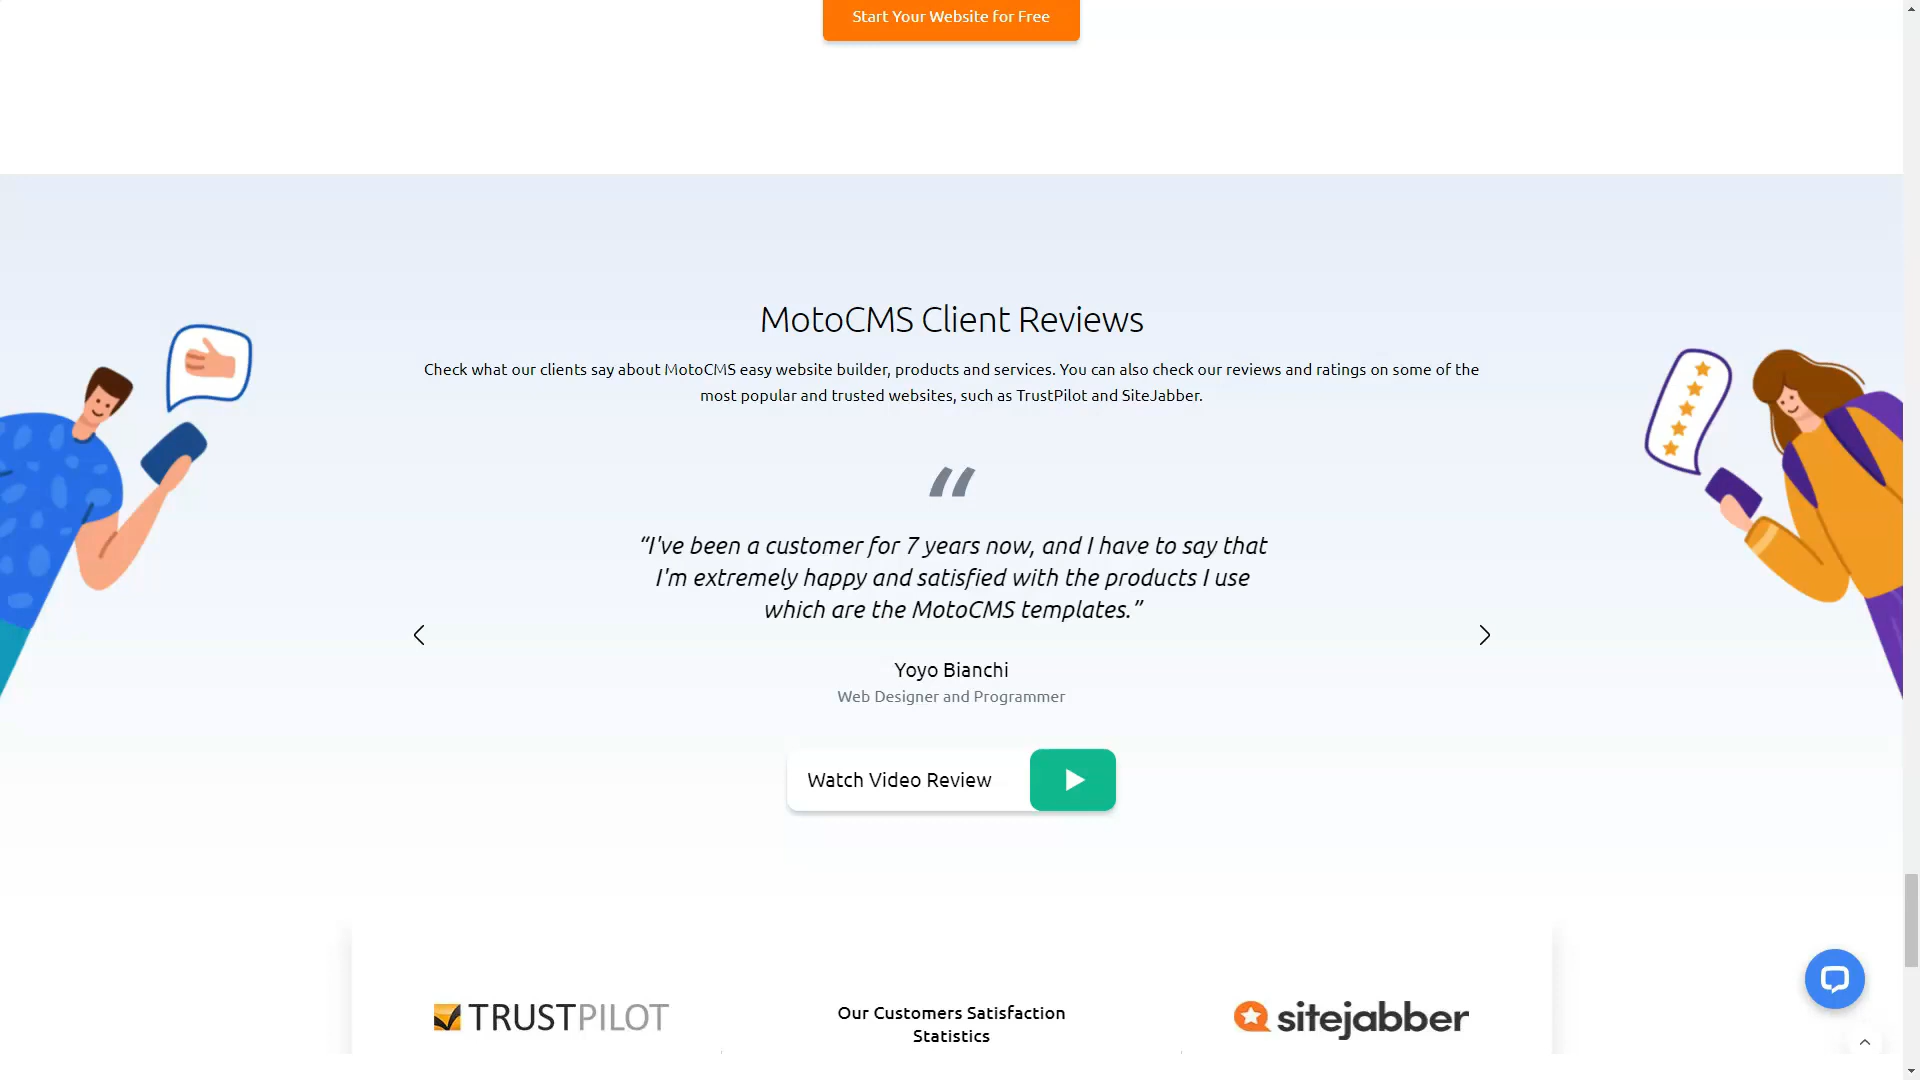 Start Your Website for Free
MotoCMS Client Reviews
Check what our clients say about MotoCMS easy website builder, products and services. You can also check our reviews and ratings on some of the
most popular and trusted websites, such as TrustPilot and SiteJabber.
“
“I've been a customer for 7 years now, and I have to say that
I'm extremely happy and satisfied with the products I use
which are the MotoCMS templates.”
Yoyo Bianchi
Web Designer and Programmer
Watch Video Review
TRUSTPILOT
Our Customers Satisfaction
Statistics
sitejabber